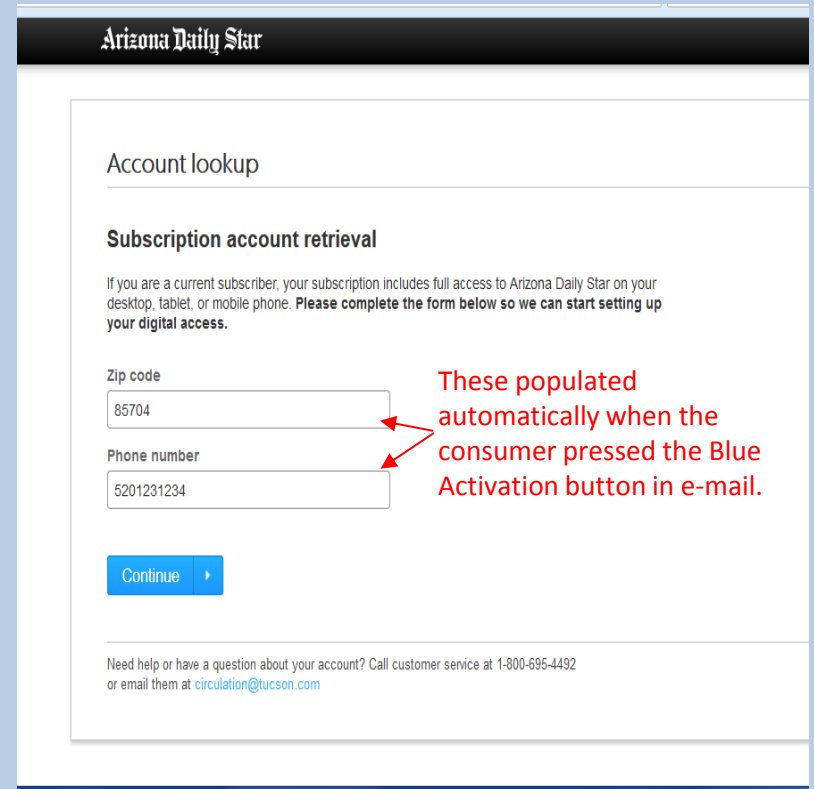 Arizona Daily Star
Account lookup
Subscription account retrieval
If you are a current subscriber, your subscription includes full access to Arizona Daily Star on your
desktop, tablet, or mobile phone. Please complete the form below so we can start setting up
your digital access.
Zip code
85704
Phone number
5201231234
These populated
automatically when the
consumer pressed the Blue
Activation button in e-mail.
Continue
Need help or have a question about your account? Call customer service at 1-800-695-4492
or email them at circulation@tucson.com